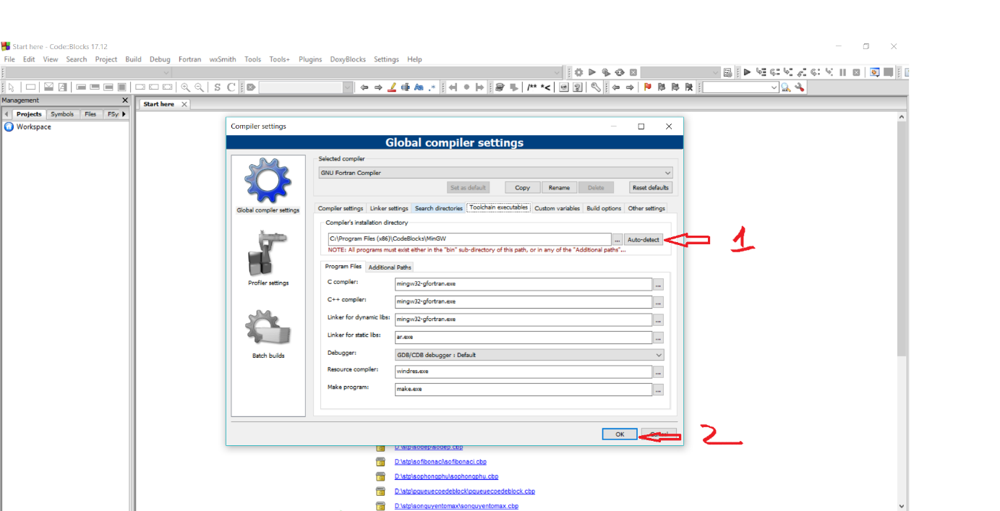 Start here - Code::Blocks 17.12
File Edit View Search Project Build Debug Fortran wxSmith Tools Tools+ Plugins DoxyBlocks Settings Help
S C /** *<
Management
Projects Symbols Files FSy
Workspace
Start here
Compiler settings
Global compiler settings
Global compiler settings
Profiler settings
Batch builds
Selected compiler
GNU Fortran Compiler
Set as default Copy Rename Delete Reset defaults
Compiler settings Linker settings Search directories Toolchain executables Custom variables Build options Other settings
Compiler's installation directory
C:\Program Files (x86)\CodeBlocks\MinGW ... Auto-detect
1
NOTE: All programs must exist either in the "bin" sub-directory of this path, or in any of the "Additional paths"...
Program Files Additional Paths
C compiler: mingw32-gfortran.exe ...
C++ compiler: mingw32-gfortran.exe ...
Linker for dynamic libs: mingw32-gfortran.exe ...
Linker for static libs: ar.exe ...
Debugger: GDB/CDB debugger : Default
Resource compiler: windres.exe ...
Make program: make.exe ...
OK
2
D:\stp\sodep\sodep.cbp
D:\stp\sofibonaci\sofibonaci.cbp
D:\stp\sophongphu\sophongphu.cbp
D:\stp\pqueuecoedeblock\pqueuecoedeblock.cbp
D:\stp\songuyentomax\songuyentomax.cbp